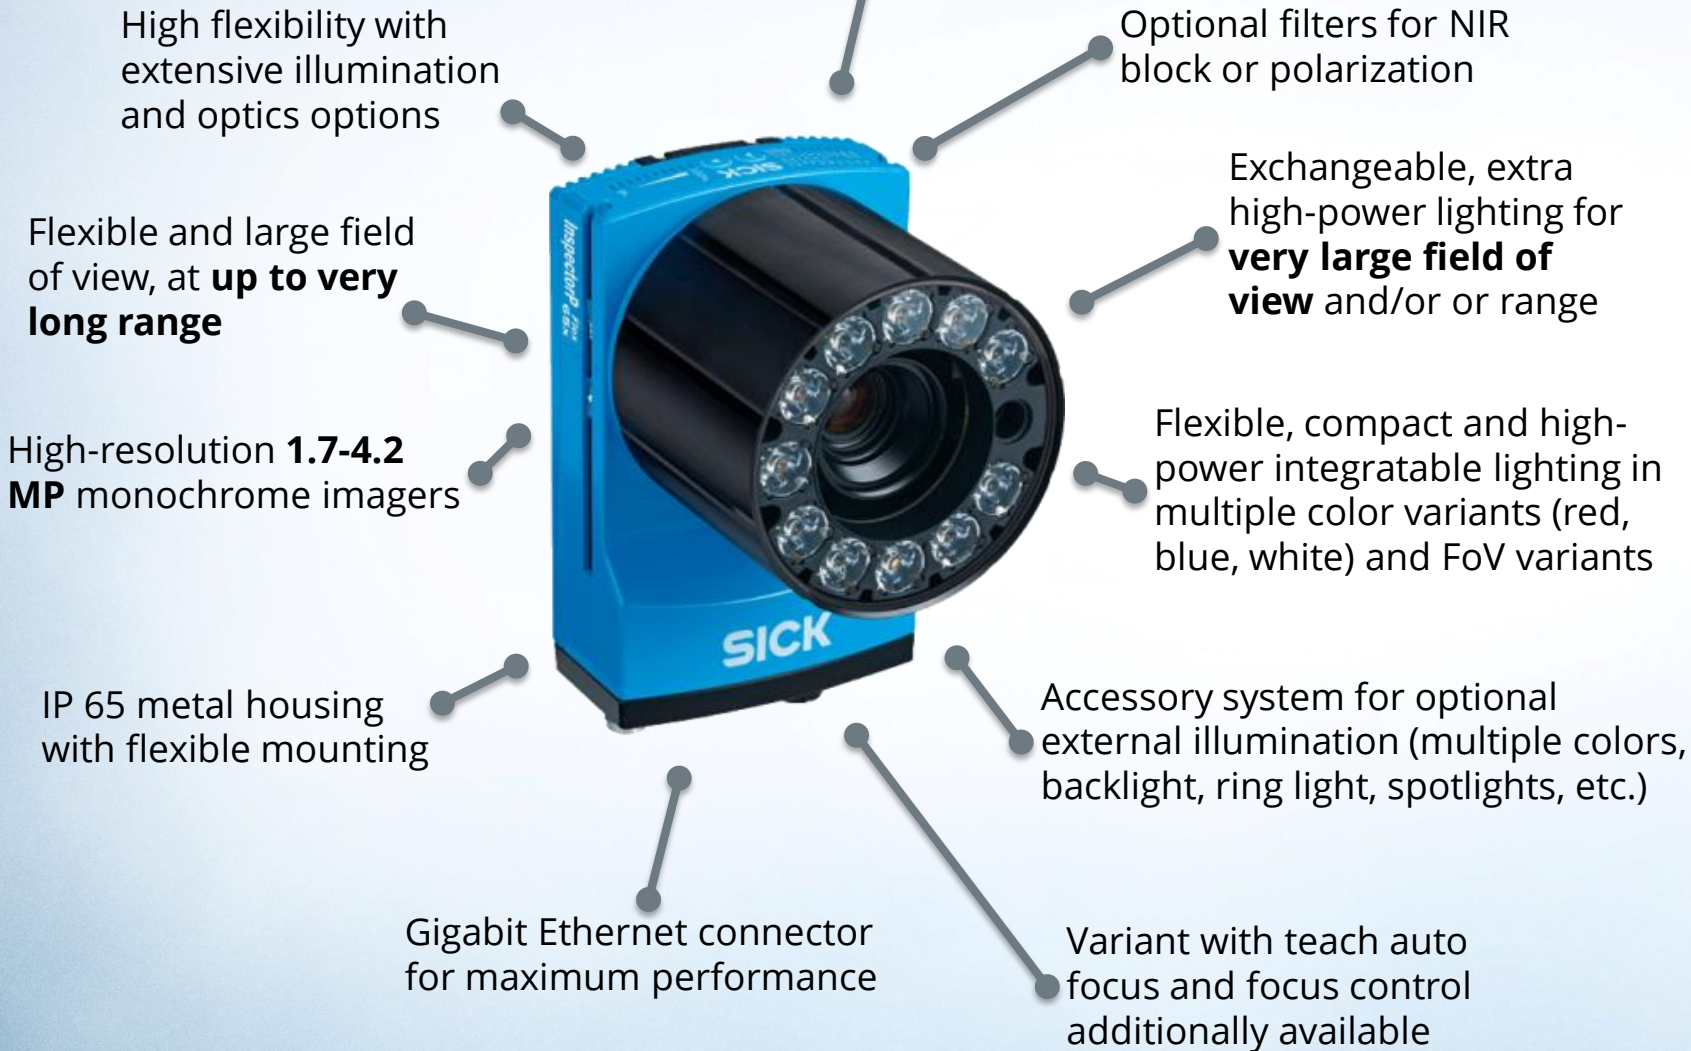 High flexibility with
extensive illumination
and optics options
Optional filters for NIR
block or polarization
Exchangeable, extra
high-power lighting for
very large field of
view and/or or range
Flexible and large field
of view, at up to very
long range
High-resolution 1.7-4.2
MP monochrome imagers
Flexible, compact and high-
power integratable lighting in
multiple color variants (red,
blue, white) and FoV variants
SICK
InspectorP
65x
SICK
IP 65 metal housing
with flexible mounting
Accessory system for optional
external illumination (multiple colors,
backlight, ring light, spotlights, etc.)
Gigabit Ethernet connector
for maximum performance
Variant with teach auto
focus and focus control
additionally available